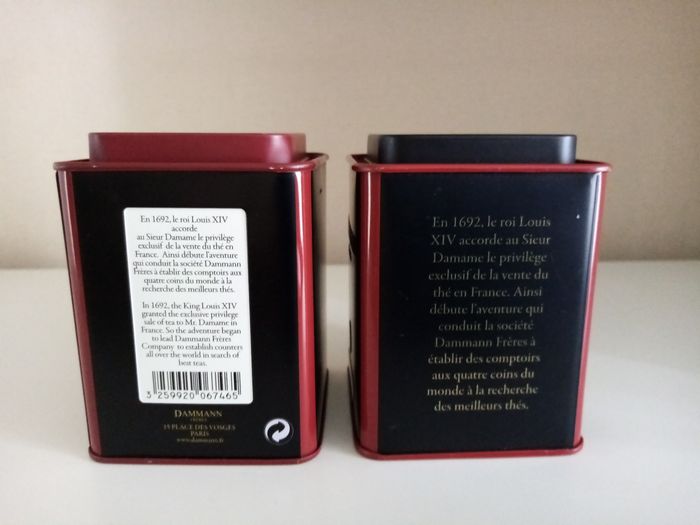 En 1692, le roi Louis XIV
accorde
au Sieur Damame le privilège
exclusif de la vente du thé en
France. Ainsi débute l'aventure
qui conduit la société Dammann
Frères à établir des comptoirs aux
quatre coins du monde à la
recherche des meilleurs thés.
In 1692, the King Louis XIV
granted the exclusive privilege
sale of tea to Mr. Damame in
France. So the adventure began
to lead Dammann Frères
Company to establish counters
all over the world in search of
best teas.
3 259920 067465
DAMMANN
FRÈRES
15 PLACE DES VOSGES
PARIS
www.dammann.fr
En 1692, le roi Louis
XIV accorde au Sieur
Damame le privilège
exclusif de la vente du
thé en France. Ainsi
débute l'aventure qui
conduit la société
Dammann Frères à
établir des comptoirs
aux quatre coins du
monde à la recherche
des meilleurs thés.